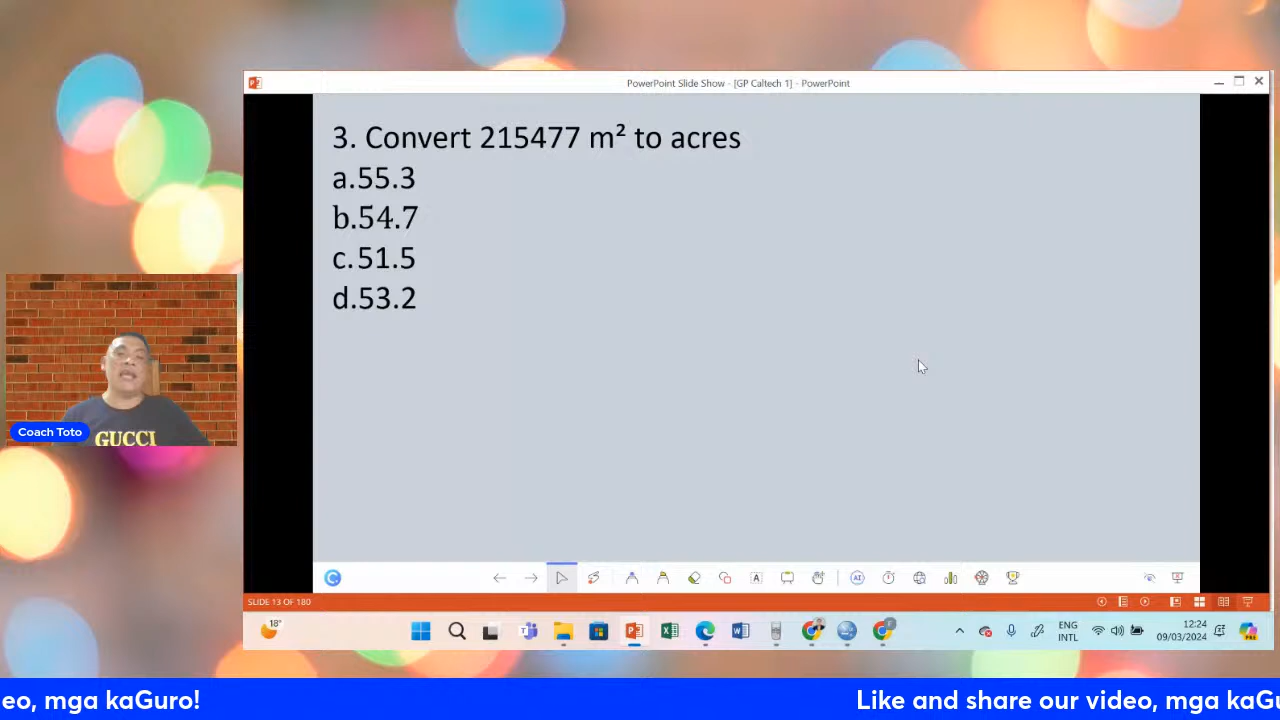 PowerPoint Slide Show - [GP Caltech 1] - PowerPoint
3. Convert 215477 m² to acres
a.55.3
b.54.7
c.51.5
d.53.2
GUCCI
Coach Toto
A
AI
SLIDE 13 OF 180
18°
ENG
INTL
12:24
09/03/2024
eo, mga kaGuro!
Like and share our video, mga kaGu